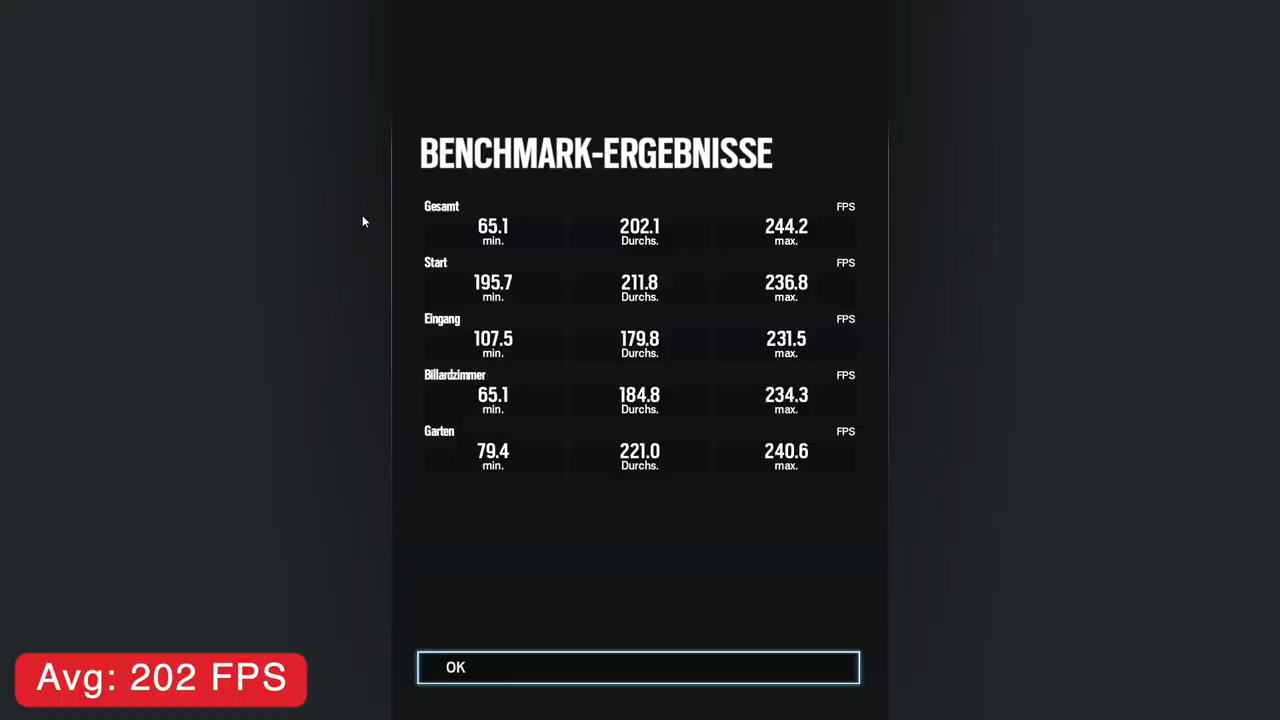 BENCHMARK-ERGEBNISSE
Gesamt FPS
65.1 202.1 244.2
min. Durchs. max.
Start FPS
195.7 211.8 236.8
min. Durchs. max.
Eingang FPS
107.5 179.8 231.5
min. Durchs. max.
Billardzimmer FPS
65.1 184.8 234.3
min. Durchs. max.
Garten FPS
79.4 221.0 240.6
min. Durchs. max.
OK
Avg: 202 FPS